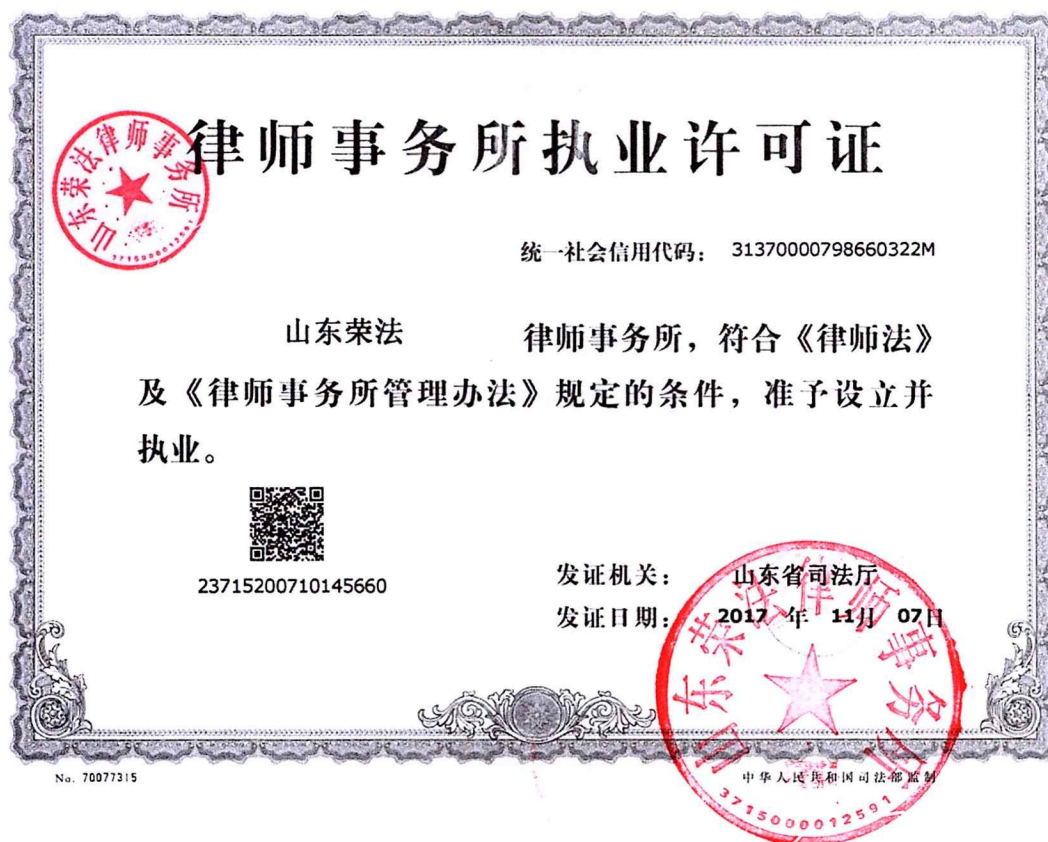 律师事务所执业许可证
山东荣法律师事务所
3715000012591
统一社会信用代码: 31370000798660322M
山东荣法 律师事务所，符合《律师法》
及《律师事务所管理办法》规定的条件，准予设立并
执业。
23715200710145660
发证机关: 山东省司法厅
发证日期: 2017 年 11月 07日
山东荣法律师事务所
3715000012591
No. 70077315
中华人民共和国司法部监制